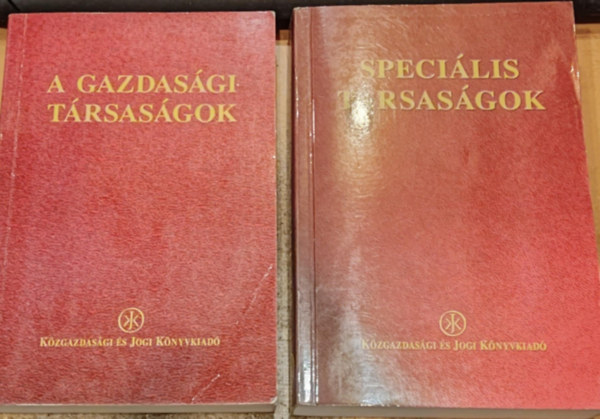 A GAZDASÁGI
TÁRSASÁGOK
KÖZGAZDASÁGI ÉS JOGI KÖNYVKIADÓ
SPECIÁLIS
TÁRSASÁGOK
KÖZGAZDASÁGI ÉS JOGI KÖNYVKIADÓ